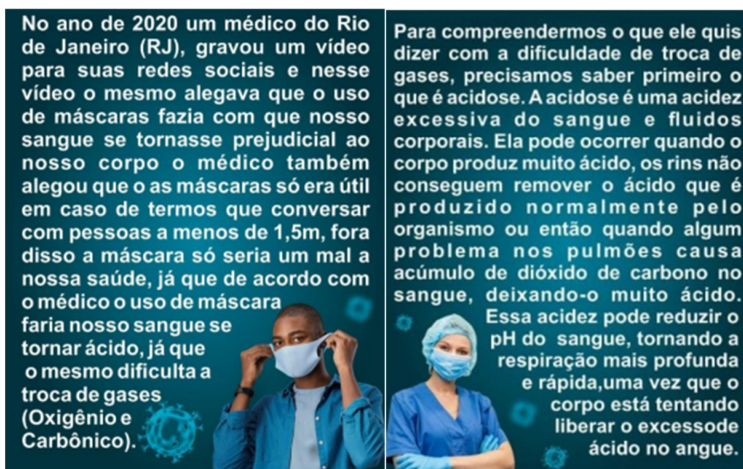 No ano de 2020 um médico do Rio
de Janeiro (RJ), gravou um vídeo
para suas redes sociais e nesse
vídeo o mesmo alegava que o uso
de máscaras fazia com que nosso
sangue se tornasse prejudicial ao
nosso corpo o médico também
alegou que o as máscaras só era útil
em caso de termos que conversar
com pessoas a menos de 1,5m, fora
disso a máscara só seria um mal a
nossa saúde, já que de acordo com
o médico o uso de máscara
faria nosso sangue se
tornar ácido, já que
o mesmo dificulta a
troca de gases
(Oxigênio e
Carbônico).
Para compreendermos o que ele quis
dizer com a dificuldade de troca de
gases, precisamos saber primeiro o
que é acidose. A acidose é uma acidez
excessiva do sangue e fluidos
corporais. Ela pode ocorrer quando o
corpo produz muito ácido, os rins não
conseguem remover o ácido que é
produzido normalmente pelo
organismo ou então quando algum
problema nos pulmões causa
acúmulo de dióxido de carbono no
sangue, deixando-o muito ácido.
Essa acidez pode reduzir o
pH do sangue, tornando a
respiração mais profunda
e rápida,uma vez que o
corpo está tentando
liberar o excessode
ácido no angue.